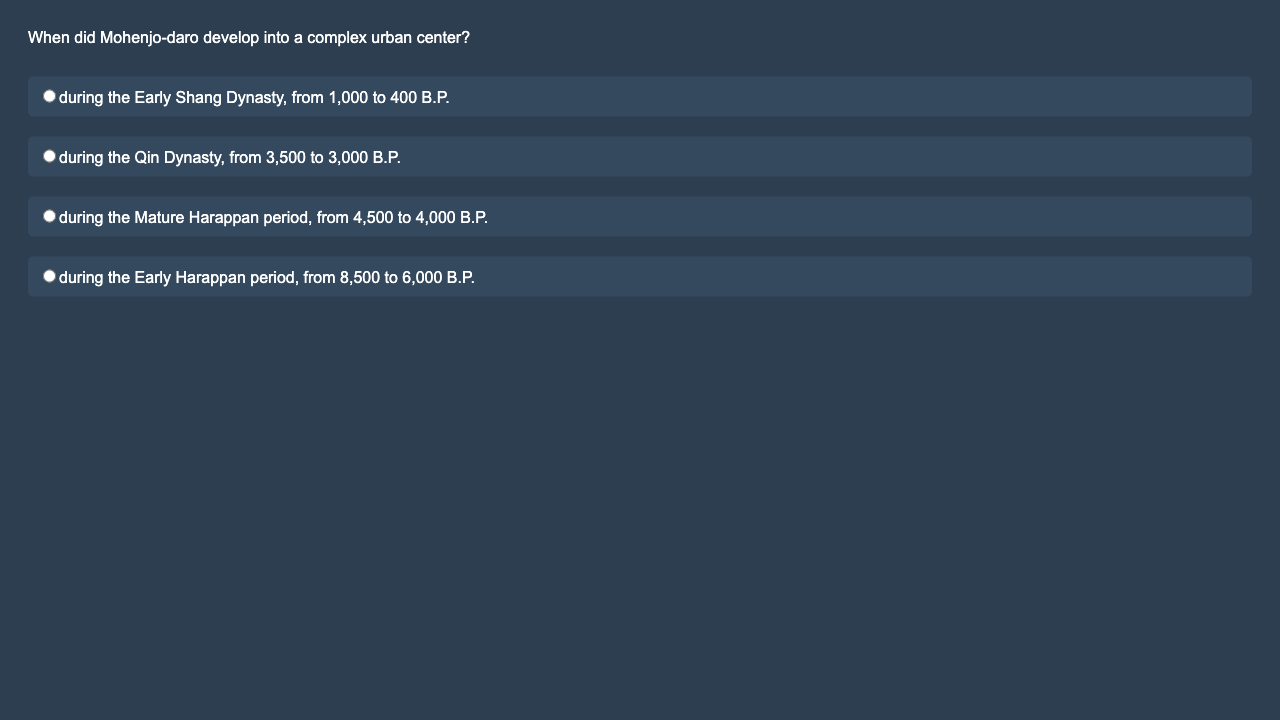 When did Mohenjo-daro develop into a complex urban center?
during the Early Shang Dynasty, from 1,000 to 400 B.P.
during the Qin Dynasty, from 3,500 to 3,000 B.P.
during the Mature Harappan period, from 4,500 to 4,000 B.P.
during the Early Harappan period, from 8,500 to 6,000 B.P.